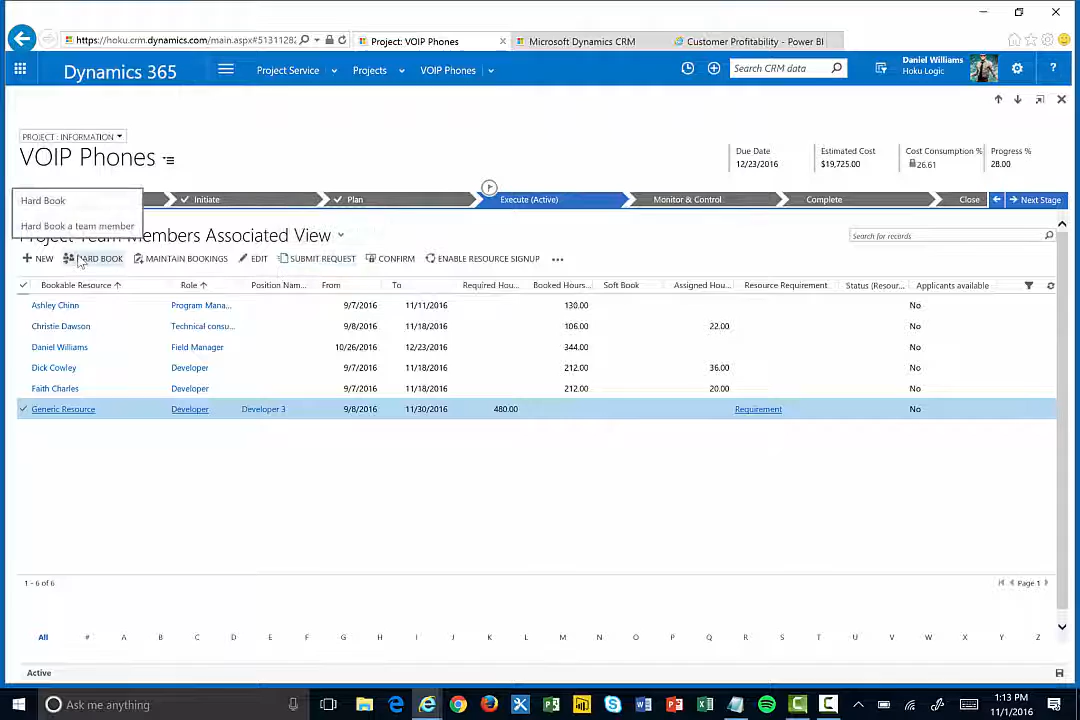 https://hoku.crm.dynamics.com/main.aspx#51311282
Project: VOIP Phones
Microsoft Dynamics CRM
Customer Profitability - Power BI
Dynamics 365
Project Service
Projects
VOIP Phones
Search CRM data
Daniel Williams
Hoku Logic
PROJECT : INFORMATION
VOIP Phones
Due Date
12/23/2016
Estimated Cost
$19,725.00
Cost Consumption %
26.61
Progress %
28.00
Initiate
Plan
Execute (Active)
Monitor & Control
Complete
Close
Next Stage
Hard Book
Hard Book a team member
Project Team Members Associated View
Search for records
NEW
HARD BOOK
MAINTAIN BOOKINGS
EDIT
SUBMIT REQUEST
CONFIRM
ENABLE RESOURCE SIGNUP
Bookable Resource Role Position Nam... From To Required Hou... Booked Hours... Soft Book Assigned Hou... Resource Requirement Status (Resour... Applicants available
Ashley Chinn Program Mana... 9/7/2016 11/11/2016 130.00 No
Christie Dawson Technical consu... 9/8/2016 11/18/2016 106.00 22.00 No
Daniel Williams Field Manager 10/26/2016 12/23/2016 344.00 No
Dick Cowley Developer 9/7/2016 11/18/2016 212.00 36.00 No
Faith Charles Developer 9/7/2016 11/18/2016 212.00 20.00 No
Generic Resource Developer Developer 3 9/8/2016 11/30/2016 480.00 Requirement No
1 - 6 of 6
Page 1
All # A B C D E F G H I J K L M N O P Q R S T U V W X Y Z
Active
Ask me anything
1:13 PM
11/1/2016